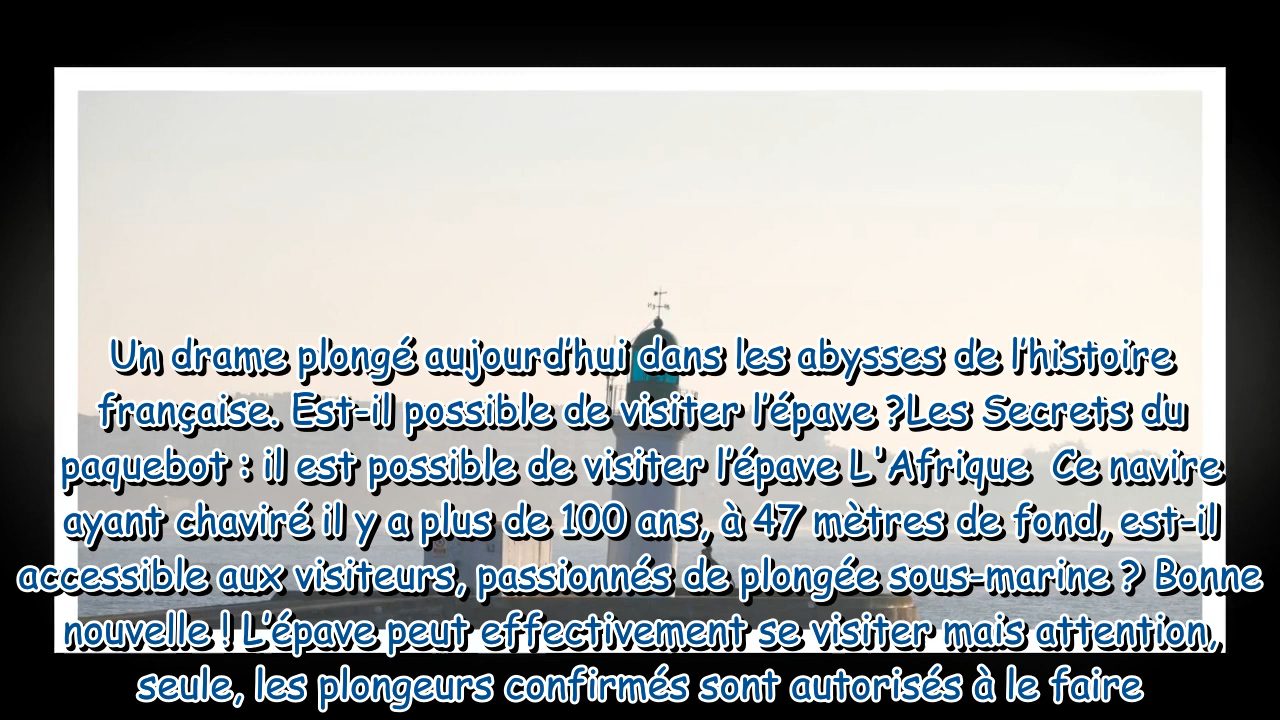 Un drame plongé aujourd’hui dans les abysses de l’histoire
française. Est-il possible de visiter l’épave ?Les Secrets du
paquebot : il est possible de visiter l’épave L'Afrique  Ce navire
ayant chaviré il y a plus de 100 ans, à 47 mètres de fond, est-il
accessible aux visiteurs, passionnés de plongée sous-marine ? Bonne
nouvelle ! L’épave peut effectivement se visiter mais attention,
seule, les plongeurs confirmés sont autorisés à le faire